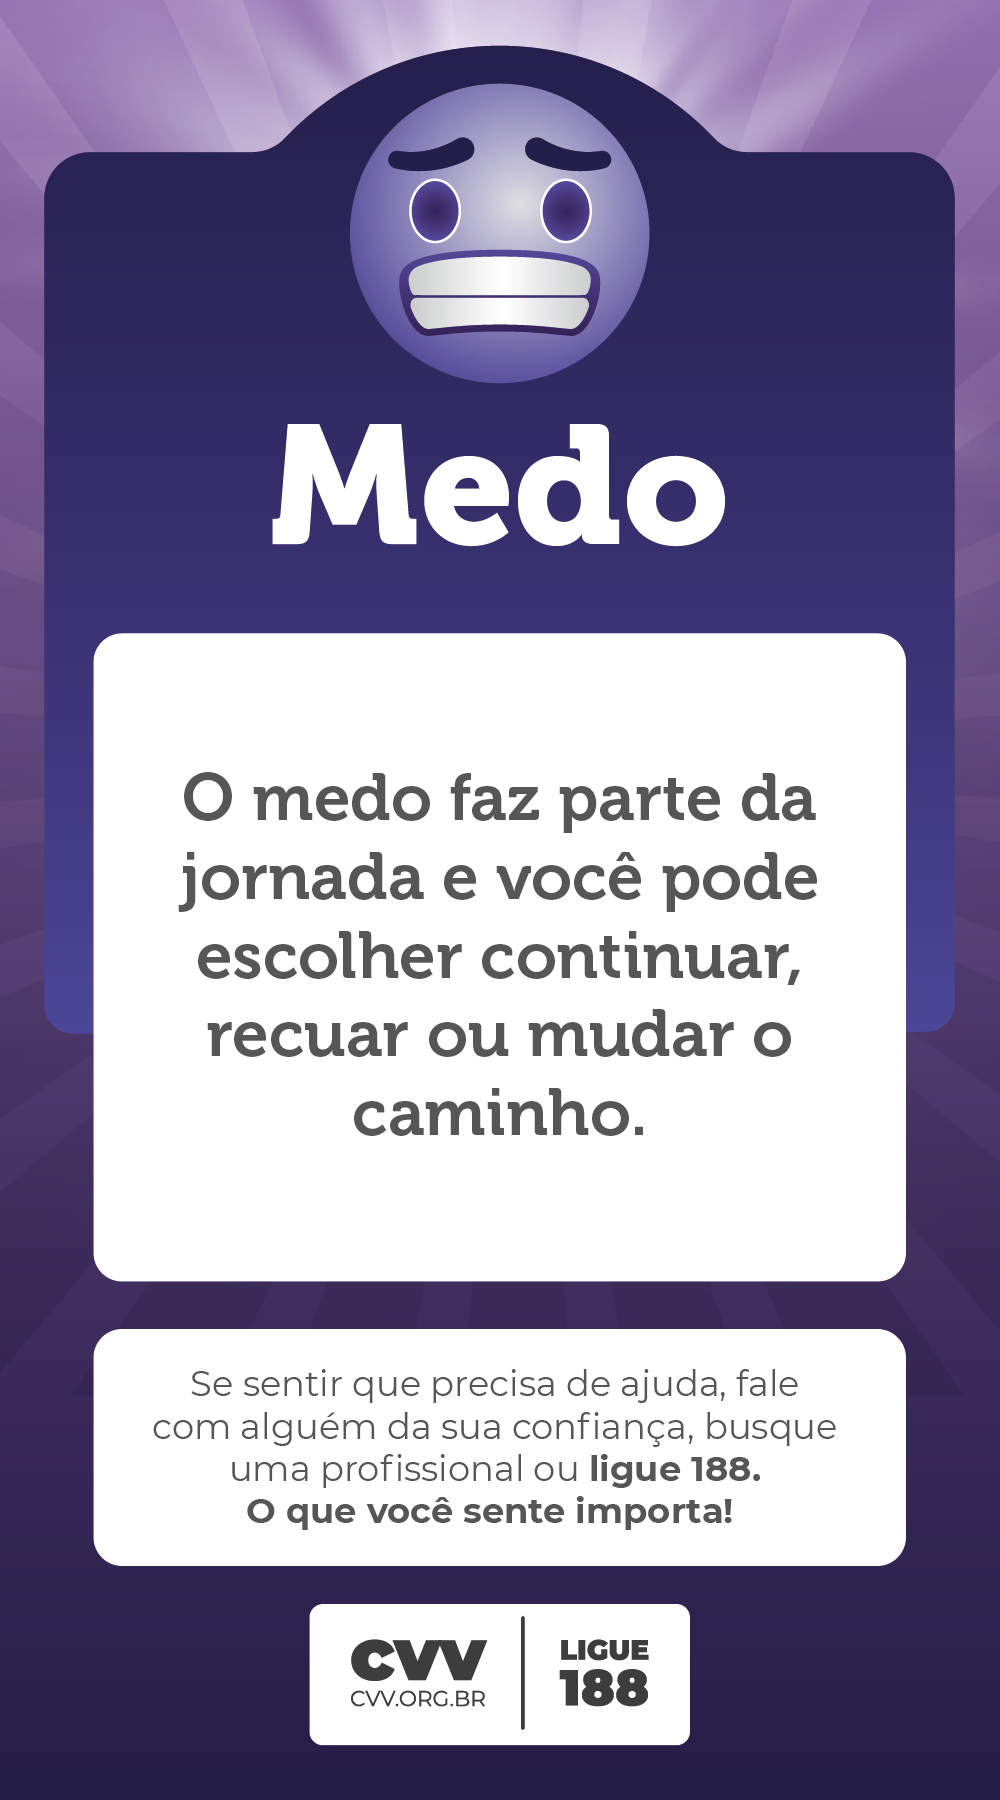 Medo
O medo faz parte da
jornada e você pode
escolher continuar,
recuar ou mudar o
caminho.
Se sentir que precisa de ajuda, fale
com alguém da sua confiança, busque
uma profissional ou ligue 188.
O que você sente importa!
CVV
CVV.ORG.BR
LIGUE
188